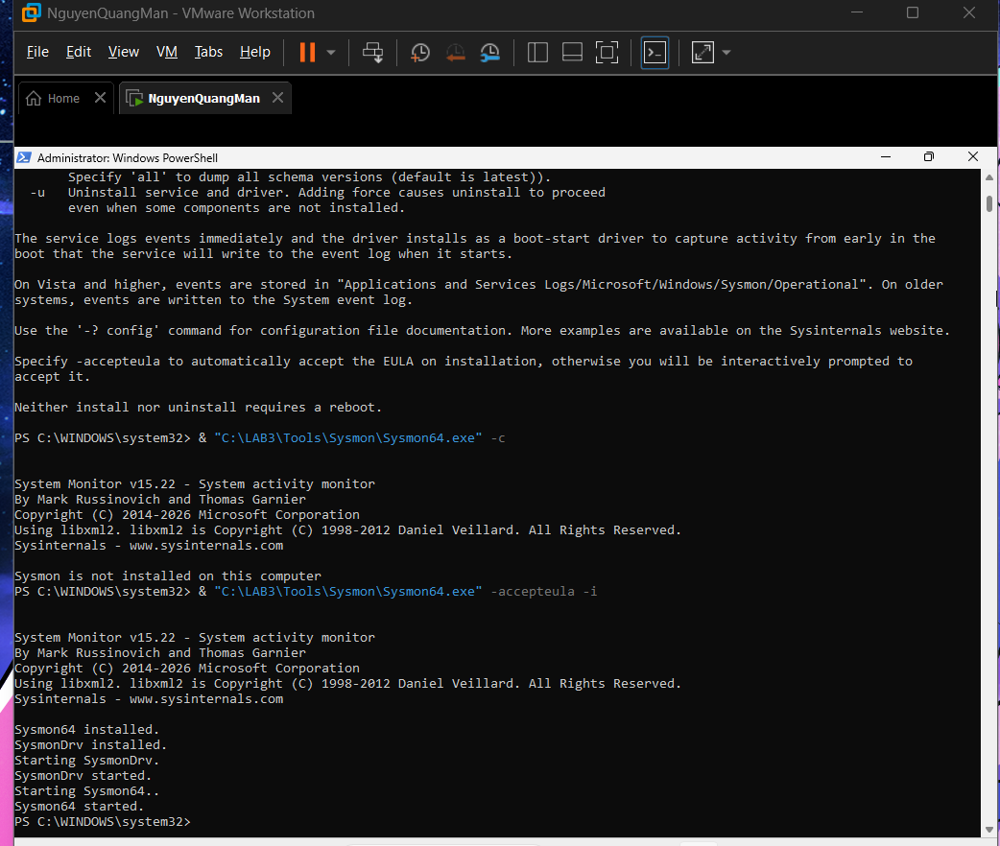 NguyenQuangMan - VMware Workstation
File Edit View VM Tabs Help
Home NguyenQuangMan
Administrator: Windows PowerShell
Specify 'all' to dump all schema versions (default is latest)).
-u Uninstall service and driver. Adding force causes uninstall to proceed
even when some components are not installed.
The service logs events immediately and the driver installs as a boot-start driver to capture activity from early in the
boot that the service will write to the event log when it starts.
On Vista and higher, events are stored in "Applications and Services Logs/Microsoft/Windows/Sysmon/Operational". On older
systems, events are written to the System event log.
Use the '-? config' command for configuration file documentation. More examples are available on the Sysinternals website.
Specify -accepteula to automatically accept the EULA on installation, otherwise you will be interactively prompted to
accept it.
Neither install nor uninstall requires a reboot.
PS C:\WINDOWS\system32> & "C:\LAB3\Tools\Sysmon\Sysmon64.exe" -c
System Monitor v15.22 - System activity monitor
By Mark Russinovich and Thomas Garnier
Copyright (C) 2014-2026 Microsoft Corporation
Using libxml2. libxml2 is Copyright (C) 1998-2012 Daniel Veillard. All Rights Reserved.
Sysinternals - www.sysinternals.com
Sysmon is not installed on this computer
PS C:\WINDOWS\system32> & "C:\LAB3\Tools\Sysmon\Sysmon64.exe" -accepteula -i
System Monitor v15.22 - System activity monitor
By Mark Russinovich and Thomas Garnier
Copyright (C) 2014-2026 Microsoft Corporation
Using libxml2. libxml2 is Copyright (C) 1998-2012 Daniel Veillard. All Rights Reserved.
Sysinternals - www.sysinternals.com
Sysmon64 installed.
SysmonDrv installed.
Starting SysmonDrv.
SysmonDrv started.
Starting Sysmon64..
Sysmon64 started.
PS C:\WINDOWS\system32>